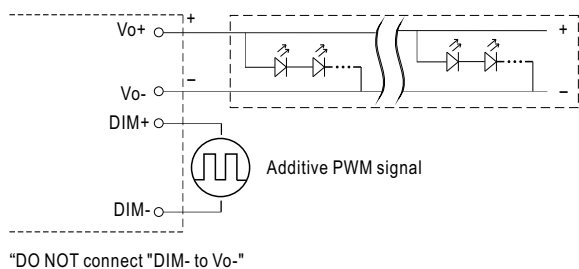 Vo+
+
+
Vo-
−
−
DIM+
Additive PWM signal
DIM-
“DO NOT connect "DIM- to Vo-"